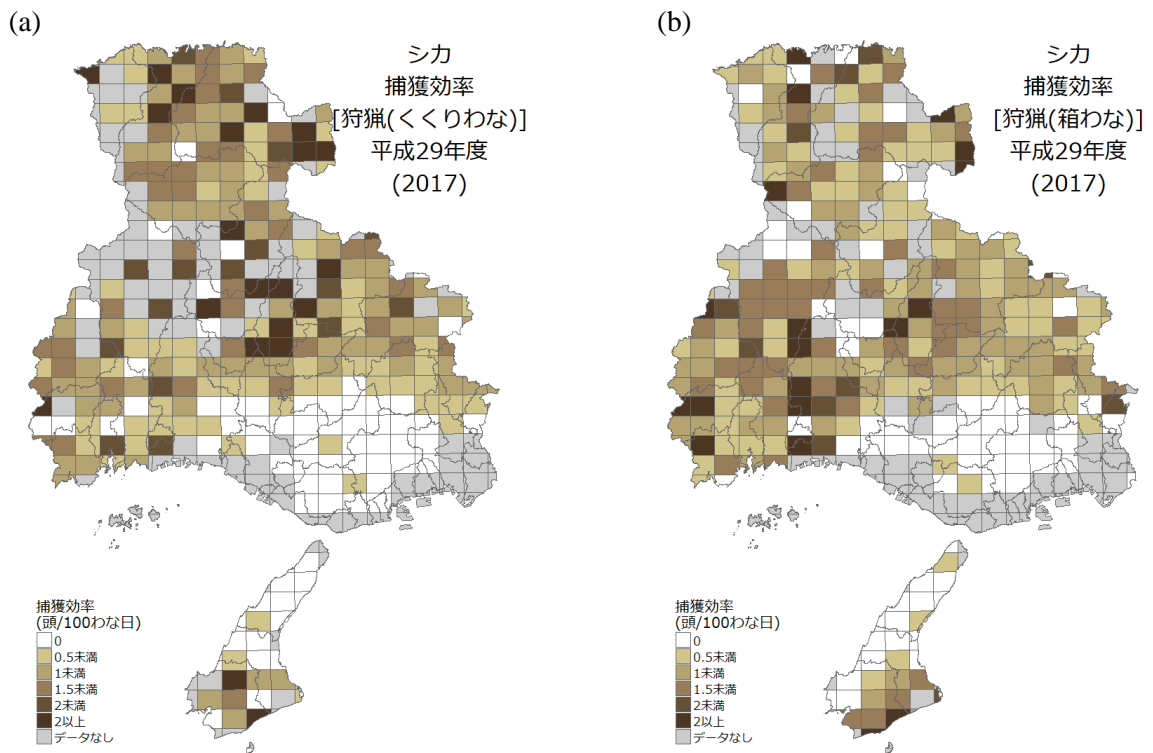 (a)
シカ
捕獲効率
[狩猟(くくりわな)]
平成29年度
(2017)
捕獲効率
(頭/100わな日)
0
0.5未満
1未満
1.5未満
2未満
2以上
データなし
(b)
シカ
捕獲効率
[狩猟(箱わな)]
平成29年度
(2017)
捕獲効率
(頭/100わな日)
0
0.5未満
1未満
1.5未満
2未満
2以上
データなし